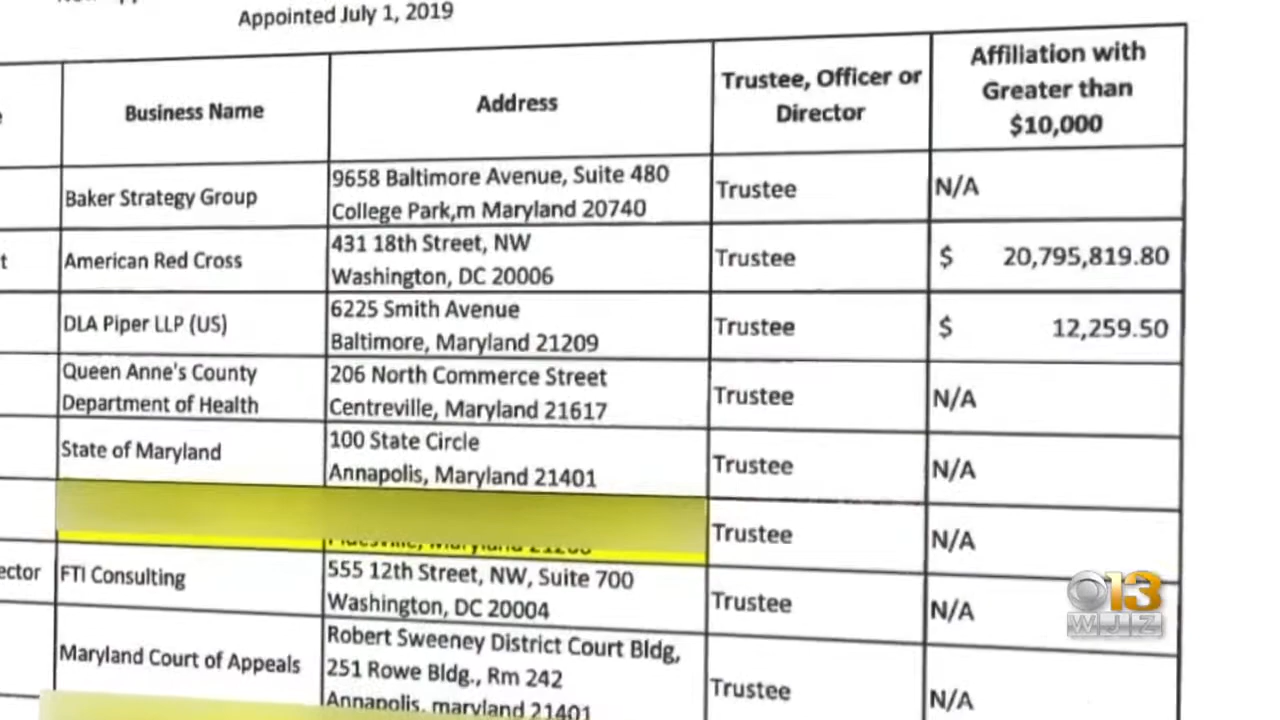 Appointed July 1, 2019
Business Name
Address
Trustee, Officer or
Director
Affiliation with
Greater than
$10,000
Baker Strategy Group
9658 Baltimore Avenue, Suite 480
College Park,m Maryland 20740
Trustee
N/A
t
American Red Cross
431 18th Street, NW
Washington, DC 20006
Trustee
$ 20,795,819.80
DLA Piper LLP (US)
6225 Smith Avenue
Baltimore, Maryland 21209
Trustee
$ 12,259.50
Queen Anne's County
Department of Health
206 North Commerce Street
Centreville, Maryland 21617
Trustee
N/A
State of Maryland
100 State Circle
Annapolis, Maryland 21401
Trustee
N/A
Maryland
Trustee
N/A
ector
FTI Consulting
555 12th Street, NW, Suite 700
Washington, DC 20004
Trustee
N/A
Maryland Court of Appeals
Robert Sweeney District Court Bldg,
251 Rowe Bldg., Rm 242
Annapolis, maryland 21401
Trustee
N/A
13
WJZ